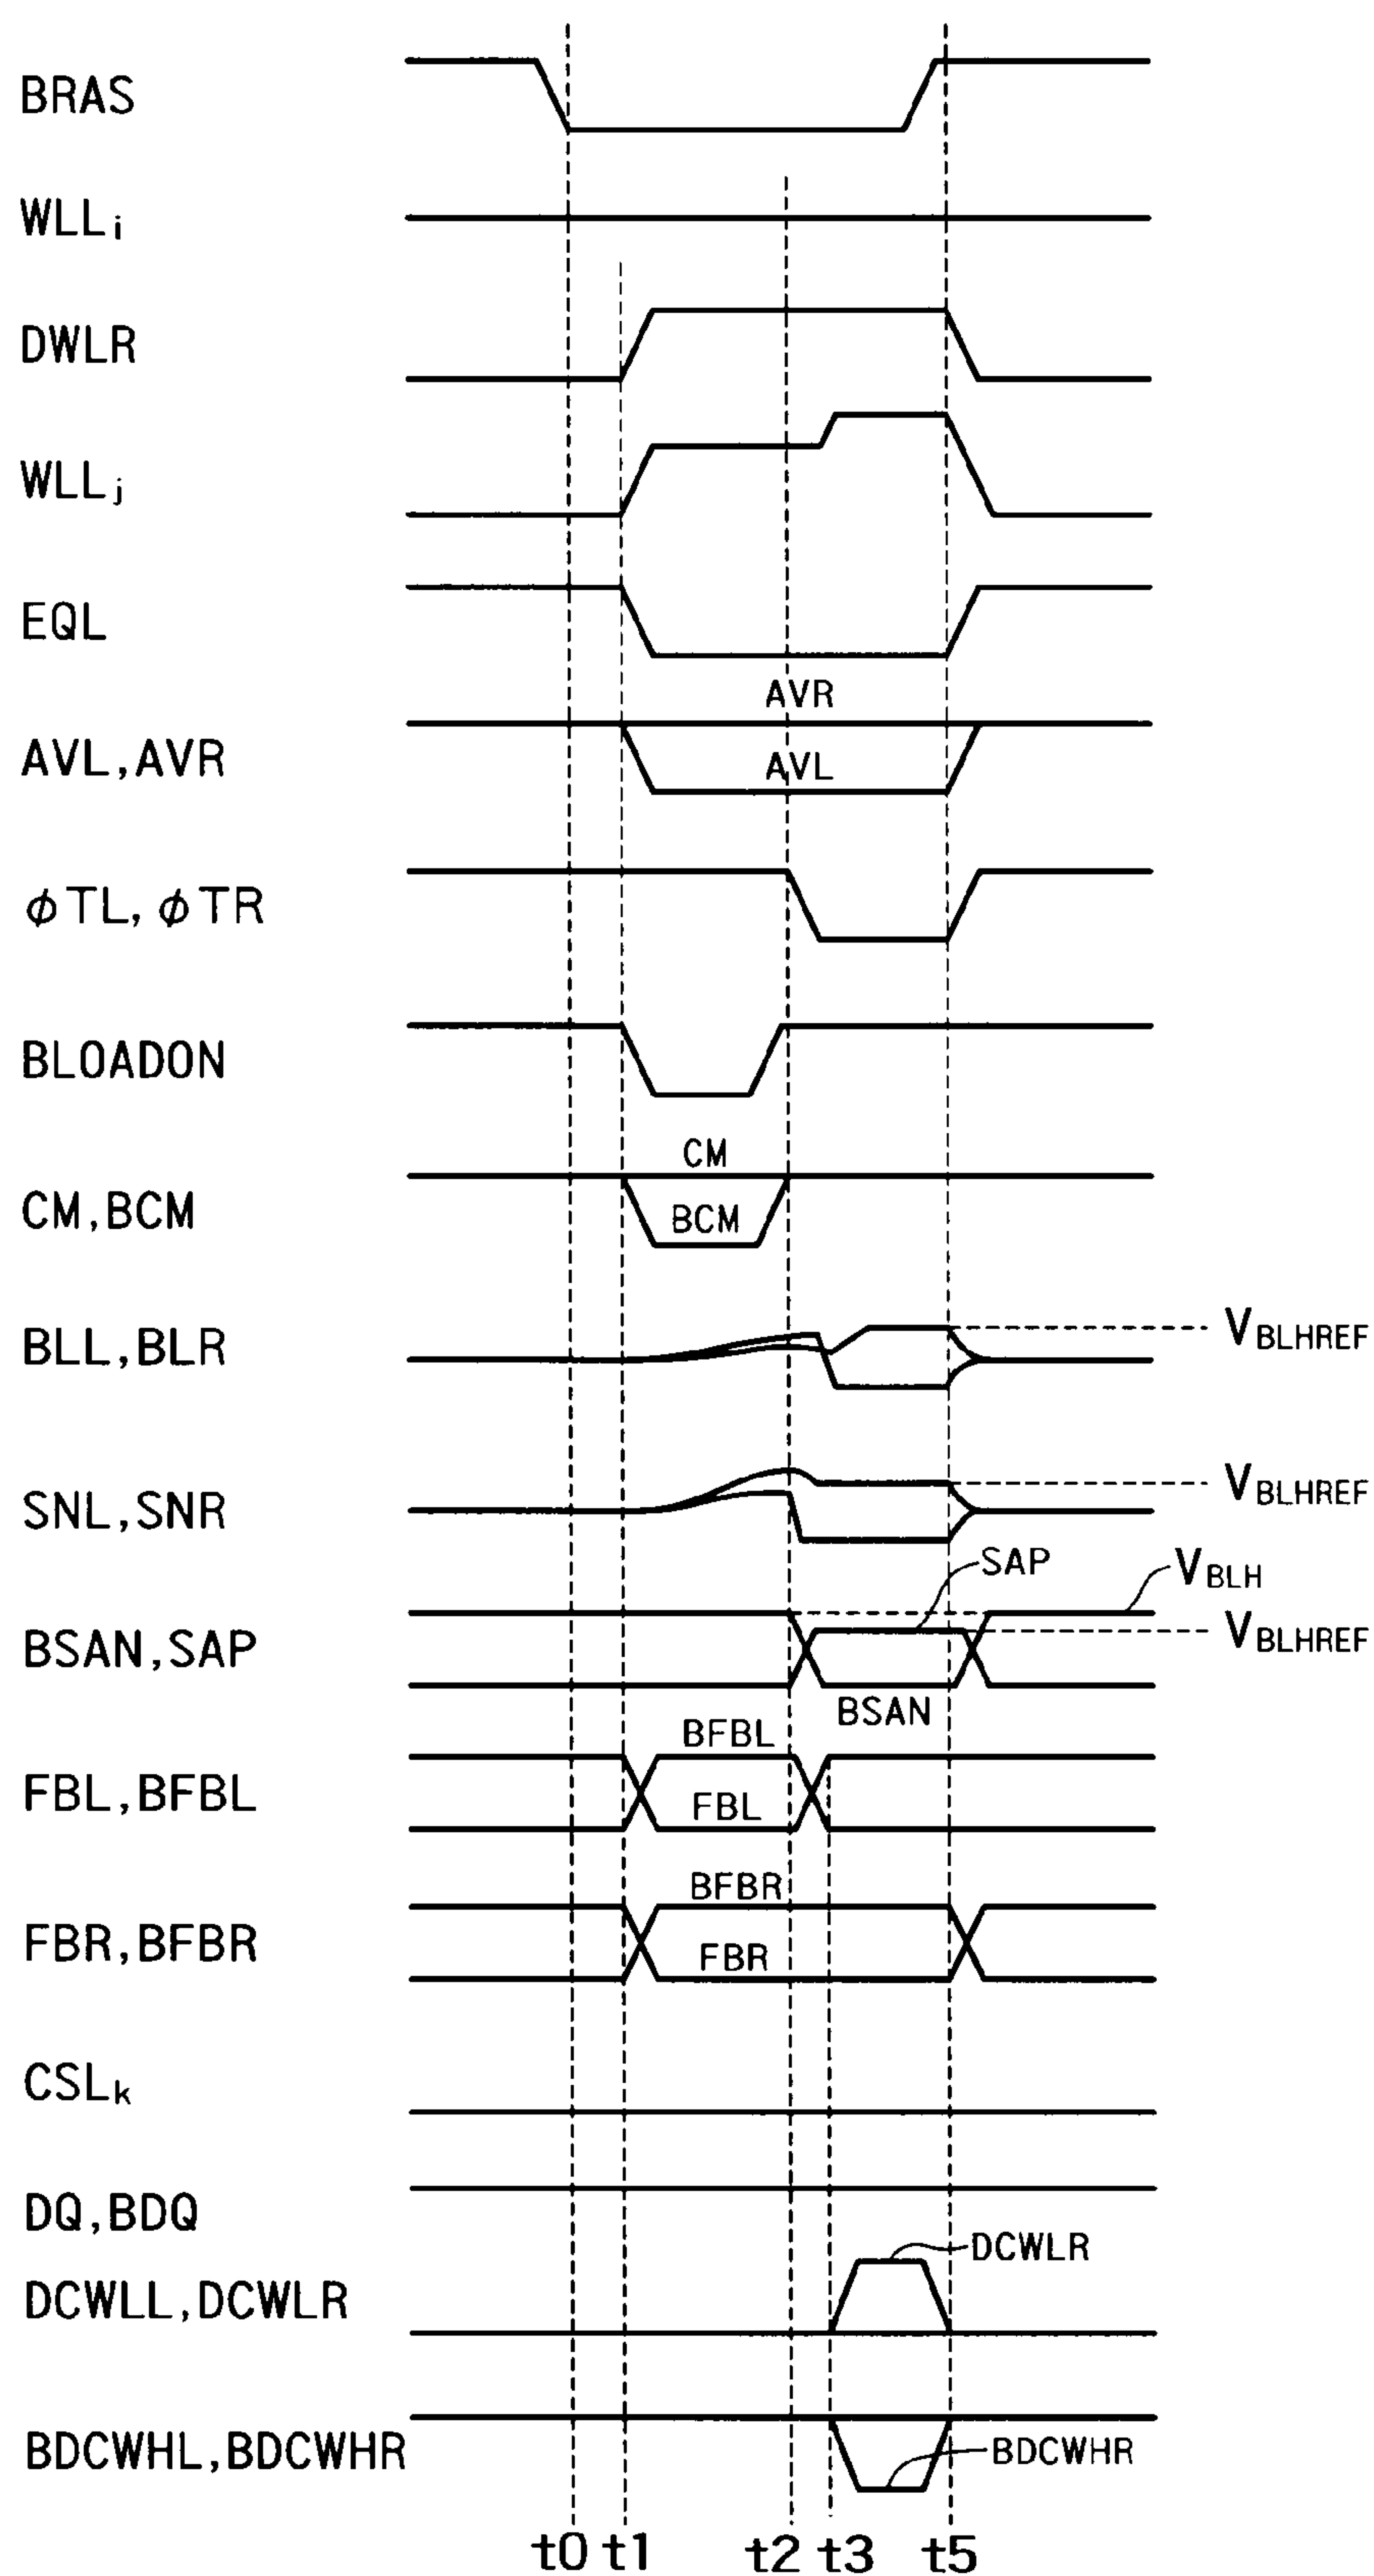 BRAS
WLLi
DWLR
WLLj
EQL
AVR
AVL,AVR
AVL
φTL, φTR
BLOADON
CM
CM,BCM
BCM
BLL,BLR
VBLHREF
SNL,SNR
VBLHREF
SAP
VBLH
BSAN,SAP
VBLHREF
BSAN
BFBL
FBL,BFBL
FBL
BFBR
FBR,BFBR
FBR
CSLk
DQ,BDQ
DCWLR
DCWLL,DCWLR
BDCWHL,BDCWHR
BDCWHR
t0 t1 t2 t3 t5